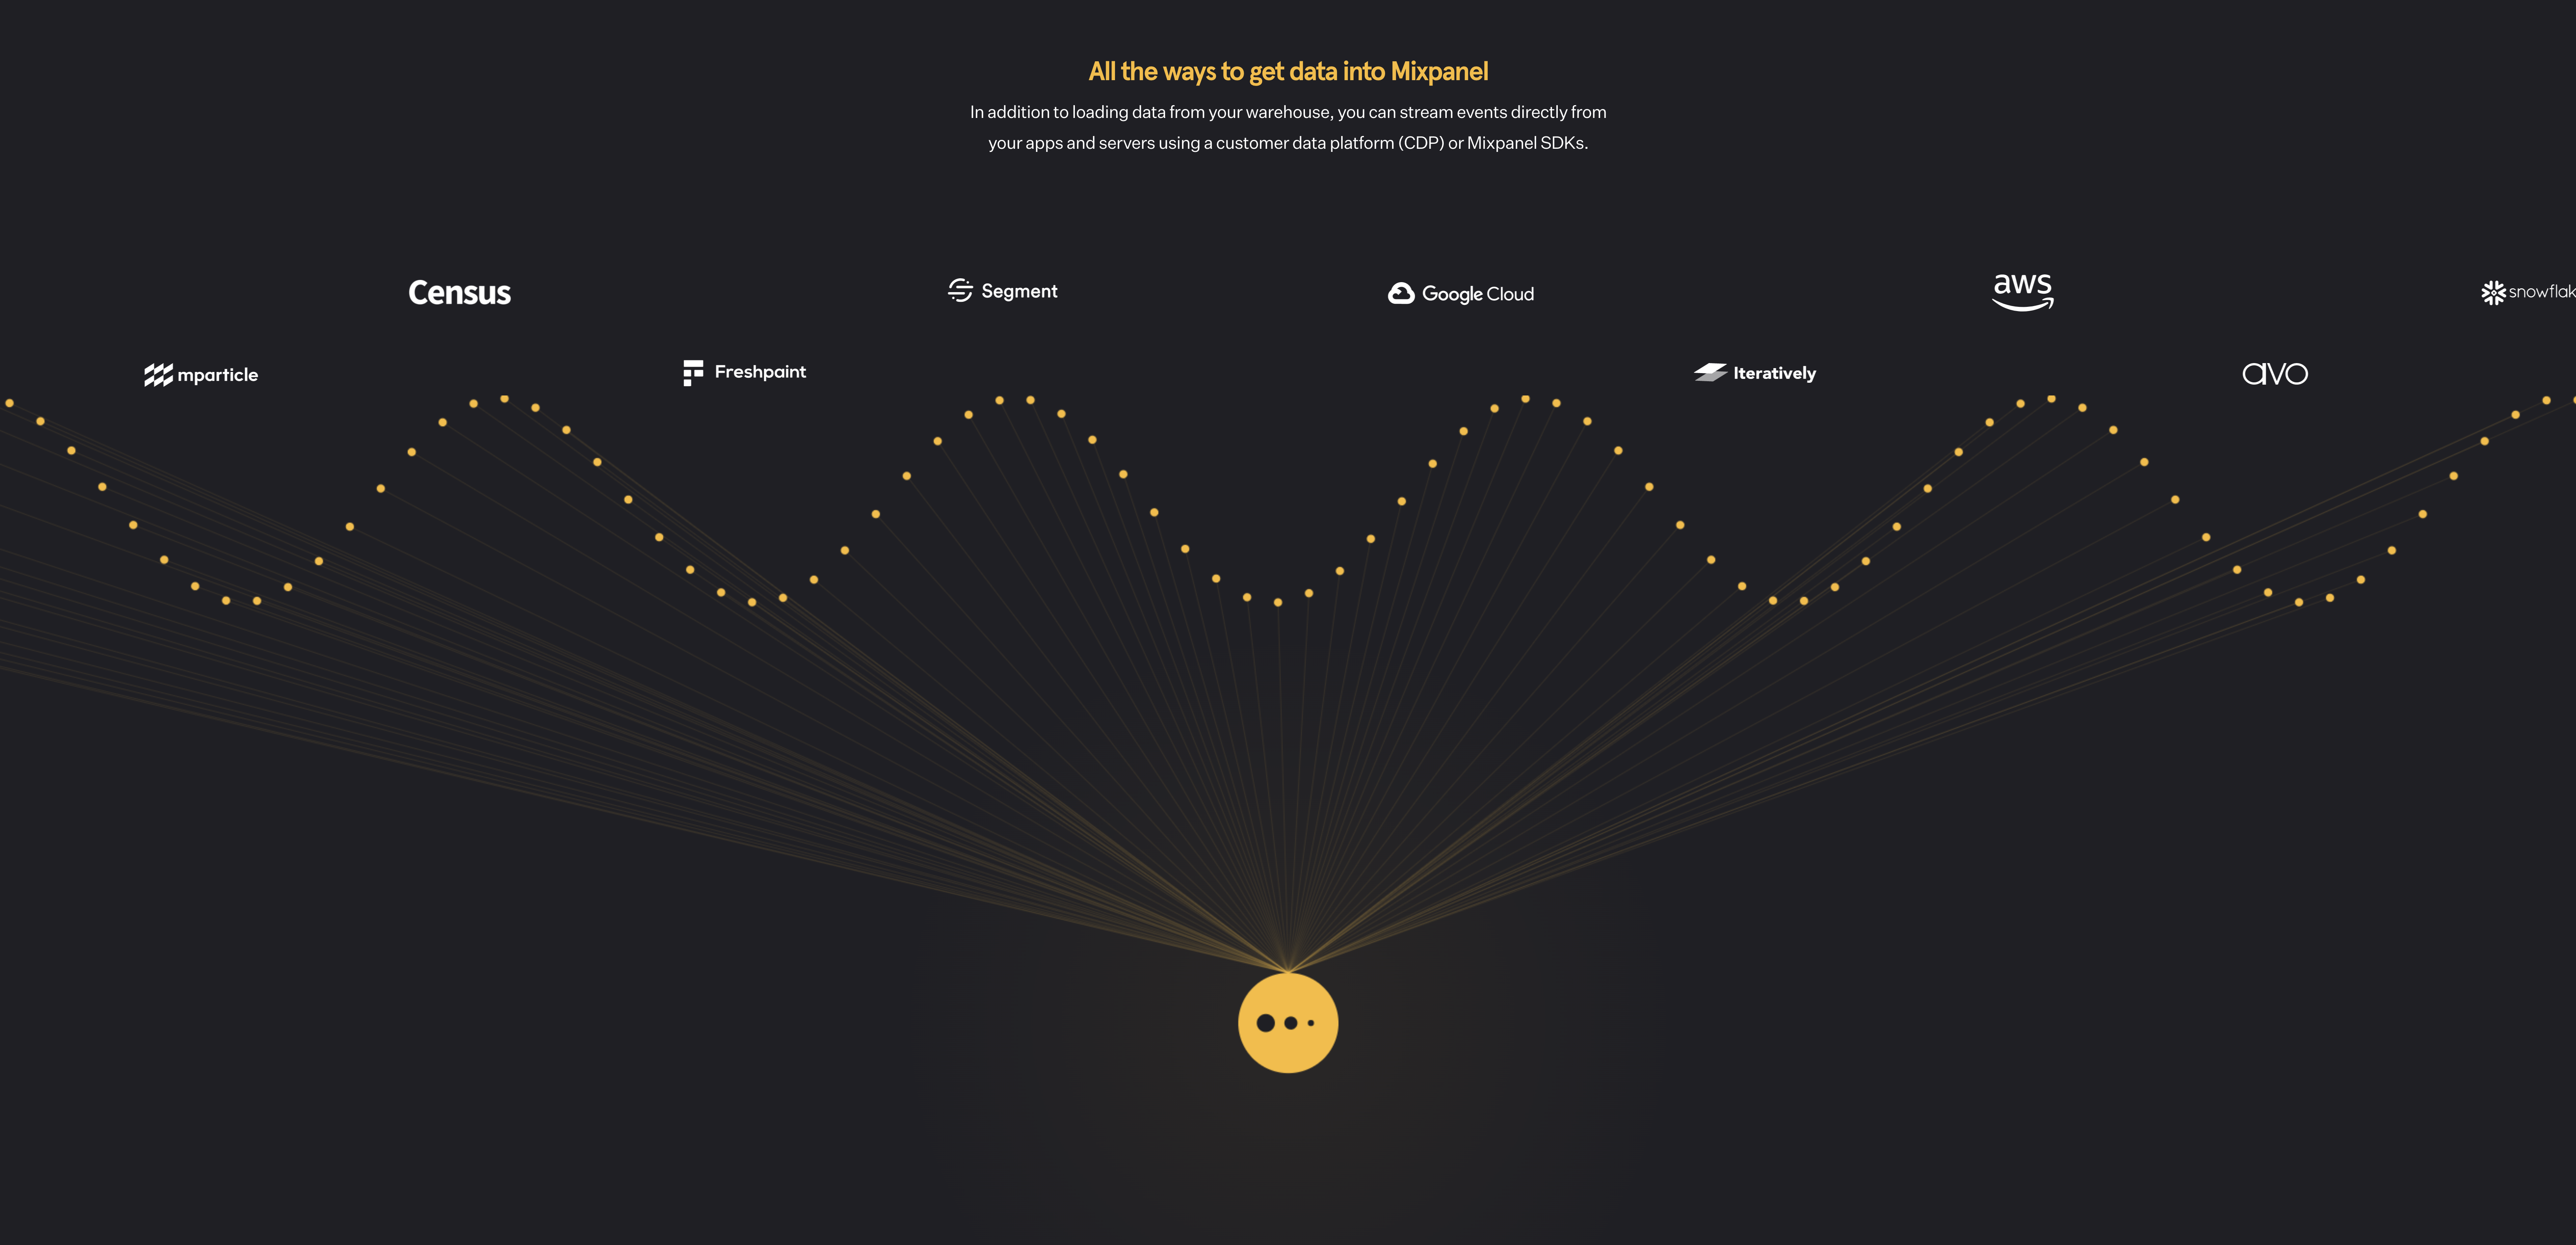 All the ways to get data into Mixpanel
In addition to loading data from your warehouse, you can stream events directly from
your apps and servers using a customer data platform (CDP) or Mixpanel SDKs.
Census
Segment
Google Cloud
aws
snowflak
mparticle
Freshpaint
Iteratively
avo